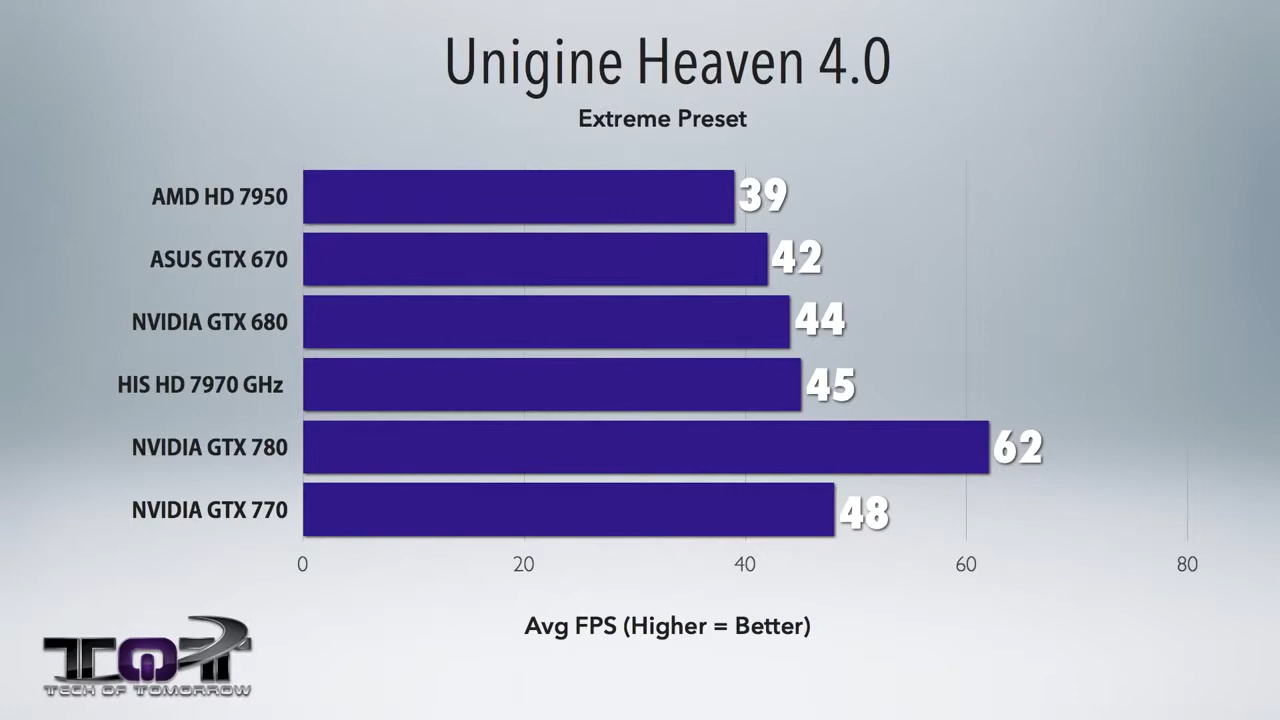 Unigine Heaven 4.0
Extreme Preset
AMD HD 7950 39
ASUS GTX 670 42
NVIDIA GTX 680 44
HIS HD 7970 GHz 45
NVIDIA GTX 780 62
NVIDIA GTX 770 48
0 20 40 60 80
Avg FPS (Higher = Better)
TOT
TECH OF TOMORROW